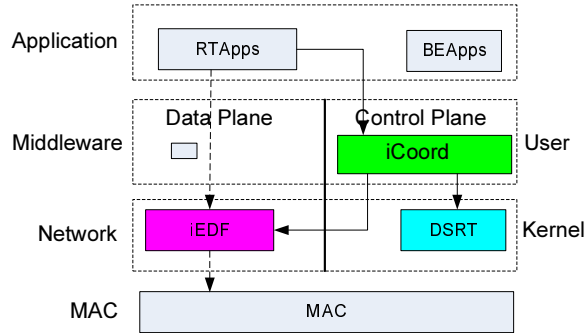 Application
RTApps
BEApps
Data Plane
Control Plane
Middleware
iCoord
User
Network
iEDF
DSRT
Kernel
MAC
MAC